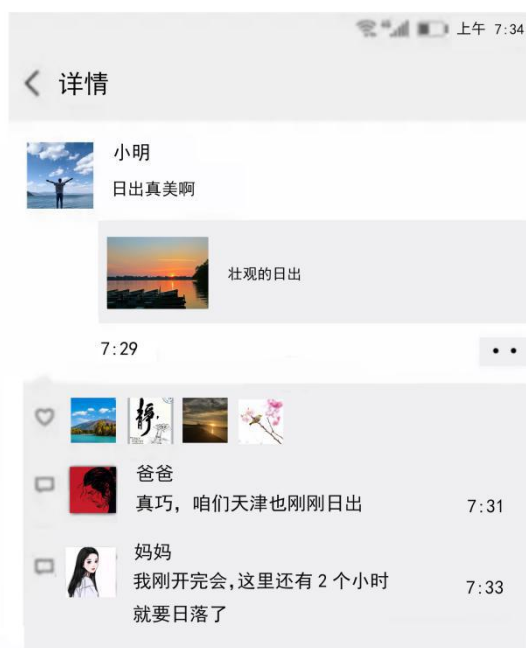 上午 7:34
详情
小明
日出真美啊
壮观的日出
7:29
静
爸爸
真巧，咱们天津也刚刚日出
7:31
妈妈
我刚开完会,这里还有2个小时
7:33
就要日落了